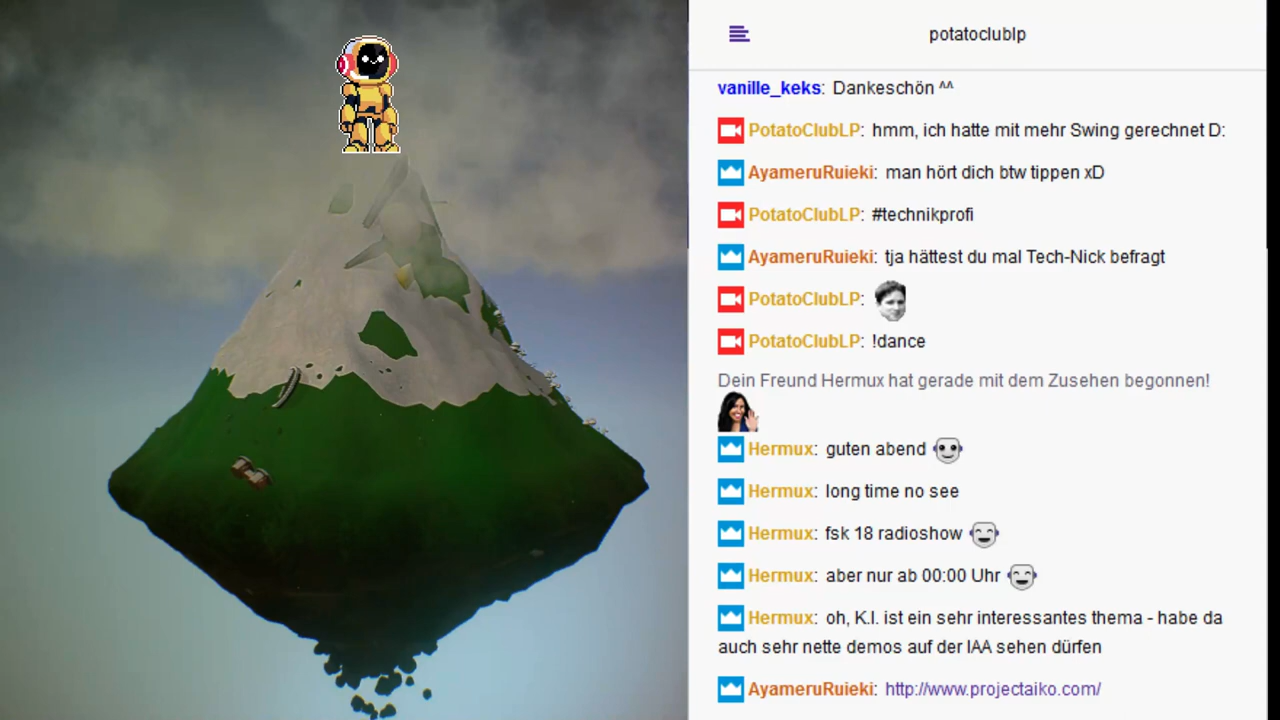 potatoclublp
vanille_keks: Dankeschön ^^
PotatoClubLP: hmm, ich hatte mit mehr Swing gerechnet D:
AyameruRuieki: man hört dich btw tippen xD
PotatoClubLP: #technikprofi
AyameruRuieki: tja hättest du mal Tech-Nick befragt
PotatoClubLP:
PotatoClubLP: !dance
Dein Freund Hermux hat gerade mit dem Zusehen begonnen!
Hermux: guten abend
Hermux: long time no see
Hermux: fsk 18 radioshow
Hermux: aber nur ab 00:00 Uhr
Hermux: oh, K.I. ist ein sehr interessantes thema - habe da
auch sehr nette demos auf der IAA sehen dürfen
AyameruRuieki: http://www.projectaiko.com/